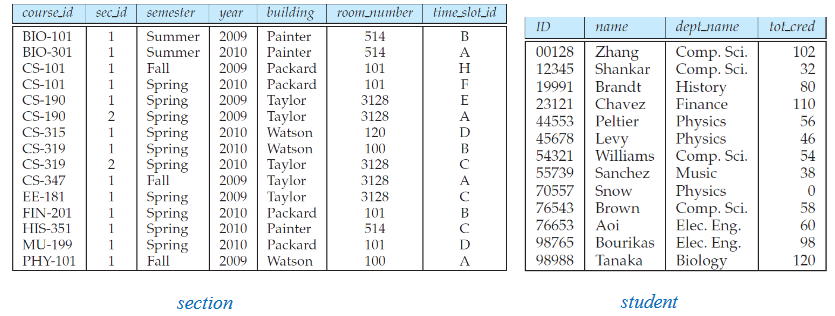 course_id sec_id semester year building room_number time_slot_id
BIO-101 1 Summer 2009 Painter 514 B
BIO-301 1 Summer 2010 Painter 514 A
CS-101 1 Fall 2009 Packard 101 H
CS-101 1 Spring 2010 Packard 101 F
CS-190 1 Spring 2009 Taylor 3128 E
CS-190 2 Spring 2009 Taylor 3128 A
CS-315 1 Spring 2010 Watson 120 D
CS-319 1 Spring 2010 Watson 100 B
CS-319 2 Spring 2010 Taylor 3128 C
CS-347 1 Fall 2009 Taylor 3128 A
EE-181 1 Spring 2009 Taylor 3128 C
FIN-201 1 Spring 2010 Packard 101 B
HIS-351 1 Spring 2010 Painter 514 C
MU-199 1 Spring 2010 Packard 101 D
PHY-101 1 Fall 2009 Watson 100 A
section
ID name dept_name tot_cred
00128 Zhang Comp. Sci. 102
12345 Shankar Comp. Sci. 32
19991 Brandt History 80
23121 Chavez Finance 110
44553 Peltier Physics 56
45678 Levy Physics 46
54321 Williams Comp. Sci. 54
55739 Sanchez Music 38
70557 Snow Physics 0
76543 Brown Comp. Sci. 58
76653 Aoi Elec. Eng. 60
98765 Bourikas Elec. Eng. 98
98988 Tanaka Biology 120
student